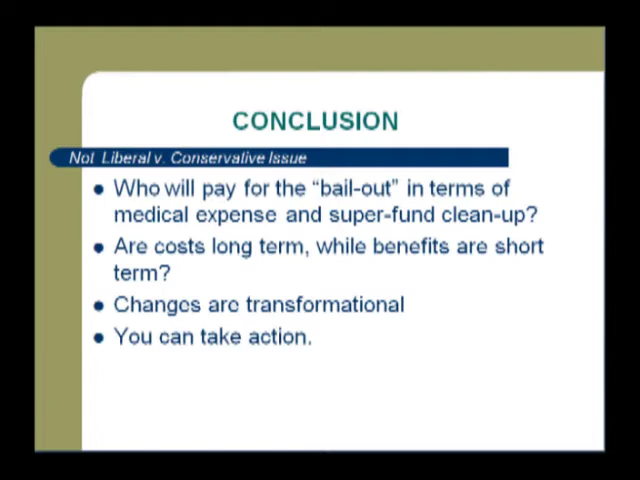 CONCLUSION
Not Liberal v. Conservative Issue
Who will pay for the “bail-out” in terms of
medical expense and super-fund clean-up?
Are costs long term, while benefits are short
term?
Changes are transformational
You can take action.